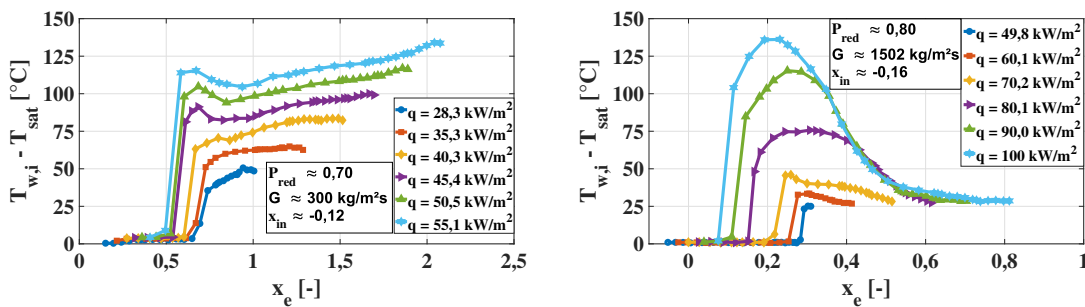 150
125
100
75
50
25
0
T_w,i - T_sat [°C]
0 0,5 1 1,5 2 2,5
x_e [-]
P_red ≈ 0,70
G ≈ 300 kg/m²s
x_in ≈ -0,12
q = 28,3 kW/m²
q = 35,3 kW/m²
q = 40,3 kW/m²
q = 45,4 kW/m²
q = 50,5 kW/m²
q = 55,1 kW/m²
150
125
100
75
50
25
0
T_w,i - T_sat [°C]
0 0,2 0,4 0,6 0,8 1
x_e [-]
P_red ≈ 0,80
G ≈ 1502 kg/m²s
x_in ≈ -0,16
q = 49,8 kW/m²
q = 60,1 kW/m²
q = 70,2 kW/m²
q = 80,1 kW/m²
q = 90,0 kW/m²
q = 100 kW/m²